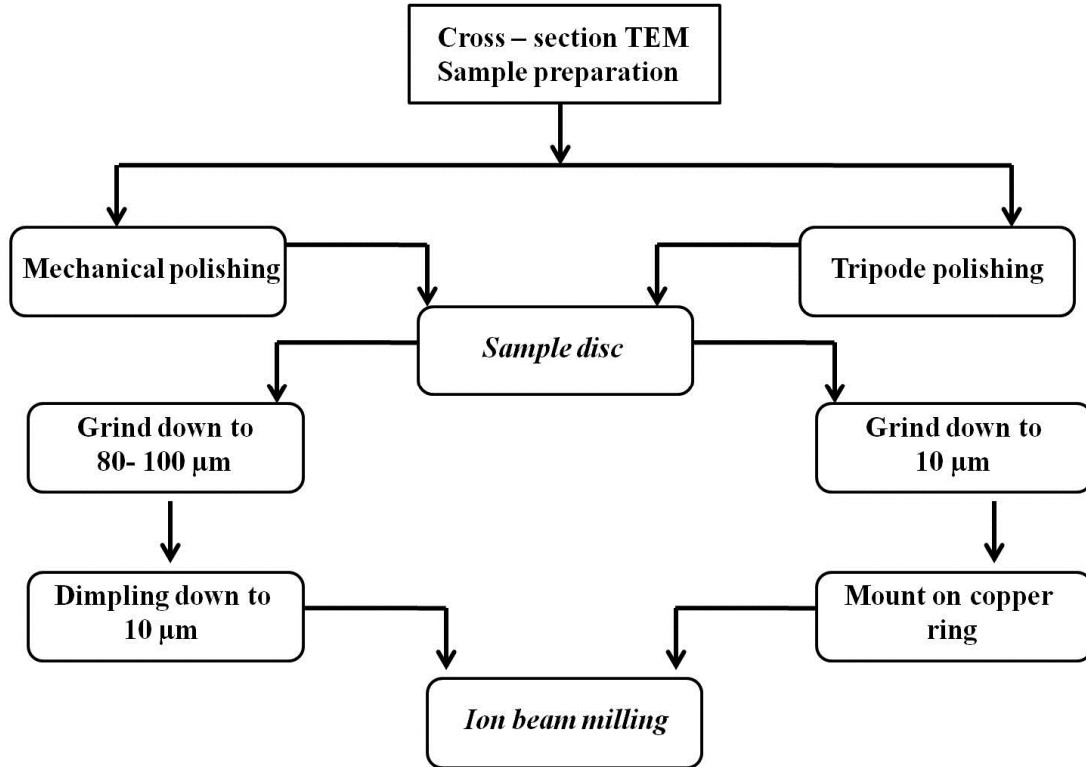 Cross – section TEM
Sample preparation
Mechanical polishing
Tripode polishing
Sample disc
Grind down to
80- 100 µm
Grind down to
10 µm
Dimpling down to
10 µm
Mount on copper
ring
Ion beam milling